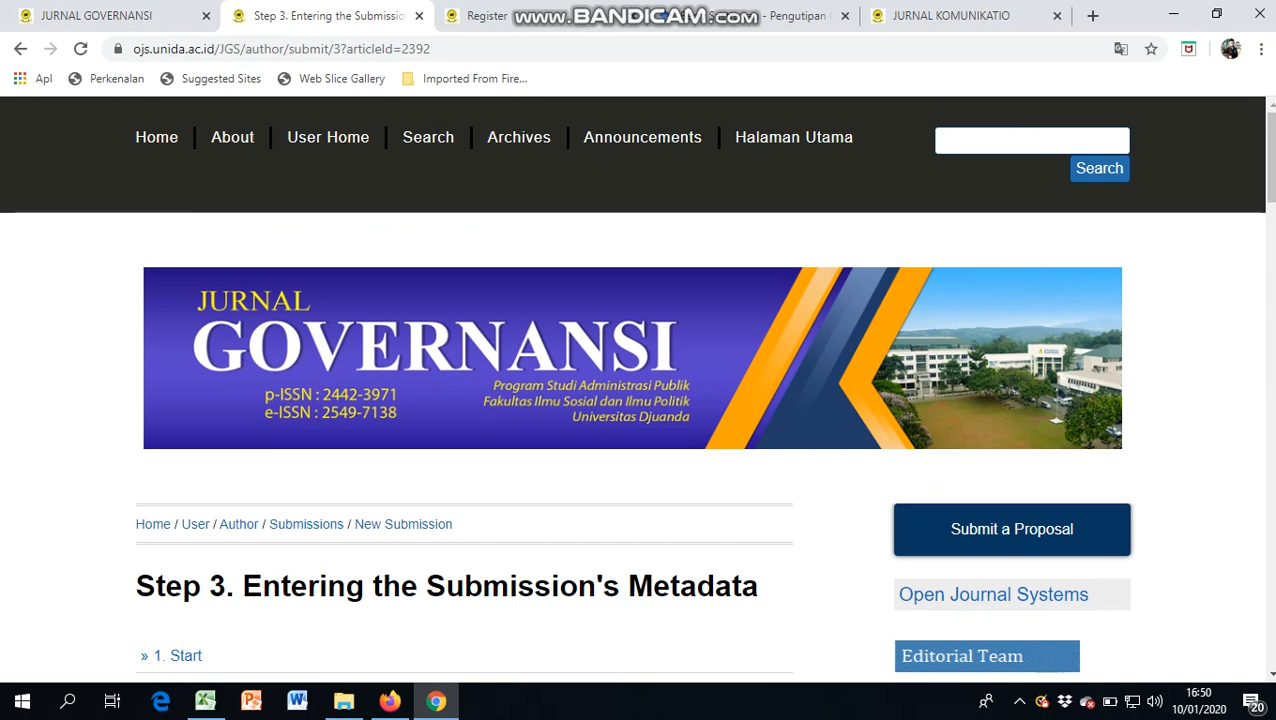 JURNAL GOVERNANSI
Step 3. Entering the Submissio
Register
- Pengutipan
JURNAL KOMUNIKATIO
www.BANDICAM.com
ojs.unida.ac.id/JGS/author/submit/3?articleId=2392
Apl
Perkenalan
Suggested Sites
Web Slice Gallery
Imported From Fire...
Home
About
User Home
Search
Archives
Announcements
Halaman Utama
Search
JURNAL
GOVERNANSI
p-ISSN : 2442-3971
e-ISSN : 2549-7138
Program Studi Administrasi Publik
Fakultas Ilmu Sosial dan Ilmu Politik
Universitas Djuanda
Home / User / Author / Submissions / New Submission
Submit a Proposal
Step 3. Entering the Submission's Metadata
Open Journal Systems
» 1. Start
Editorial Team
16:50
10/01/2020
20